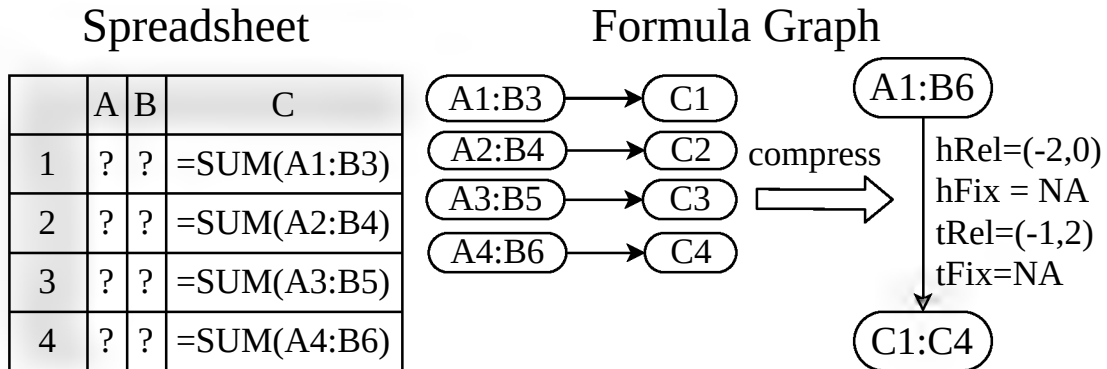 Spreadsheet
A B C
1 ? ? =SUM(A1:B3)
2 ? ? =SUM(A2:B4)
3 ? ? =SUM(A3:B5)
4 ? ? =SUM(A4:B6)
Formula Graph
A1:B3 C1
A2:B4 C2
A3:B5 C3
A4:B6 C4
compress
A1:B6
hRel=(-2,0)
hFix = NA
tRel=(-1,2)
tFix=NA
C1:C4